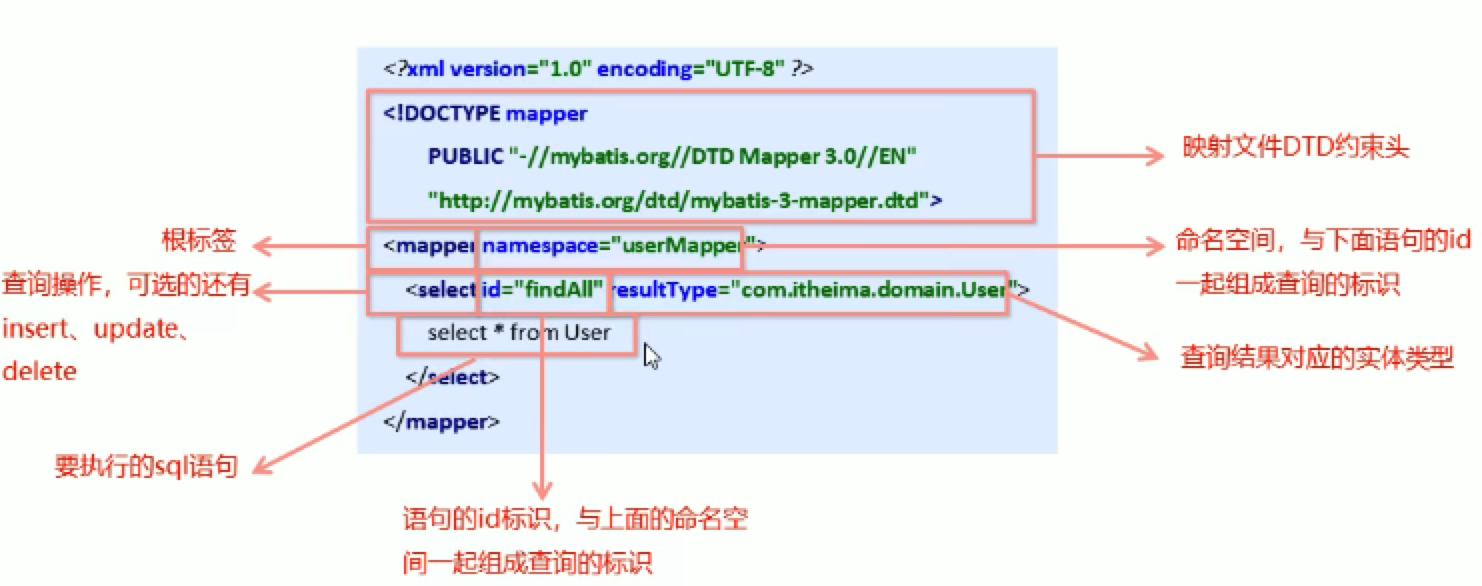 <?xml version="1.0" encoding="UTF-8" ?>
<!DOCTYPE mapper
PUBLIC "-//mybatis.org//DTD Mapper 3.0//EN"
"http://mybatis.org/dtd/mybatis-3-mapper.dtd">
<mapper namespace="userMapper">
<select id="findAll" resultType="com.itheima.domain.User">
select * from User
</select>
</mapper>
映射文件DTD约束头
根标签
命名空间，与下面语句的id
一起组成查询的标识
查询操作，可选的还有
insert、update、
delete
查询结果对应的实体类型
要执行的sql语句
语句的id标识，与上面的命名空
间一起组成查询的标识